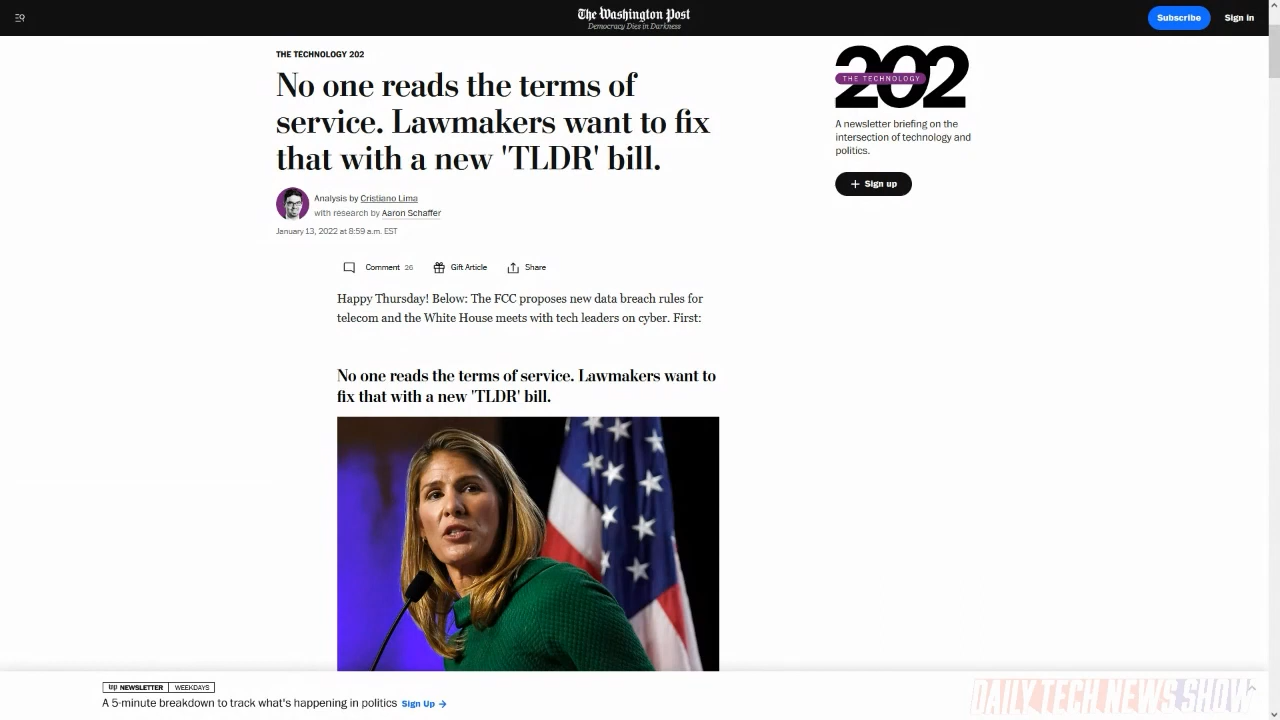 The Washington Post
Democracy Dies in Darkness
Subscribe
Sign in
THE TECHNOLOGY 202
No one reads the terms of
service. Lawmakers want to fix
that with a new 'TLDR' bill.
Analysis by Cristiano Lima
with research by Aaron Schaffer
January 13, 2022 at 8:59 a.m. EST
202
THE TECHNOLOGY
A newsletter briefing on the
intersection of technology and
politics.
+ Sign up
Comment 26
Gift Article
Share
Happy Thursday! Below: The FCC proposes new data breach rules for
telecom and the White House meets with tech leaders on cyber. First:
No one reads the terms of service. Lawmakers want to
fix that with a new 'TLDR' bill.
wp NEWSLETTER WEEKDAYS
A 5-minute breakdown to track what's happening in politics Sign Up →
DAILY TECH NEWS SHOW